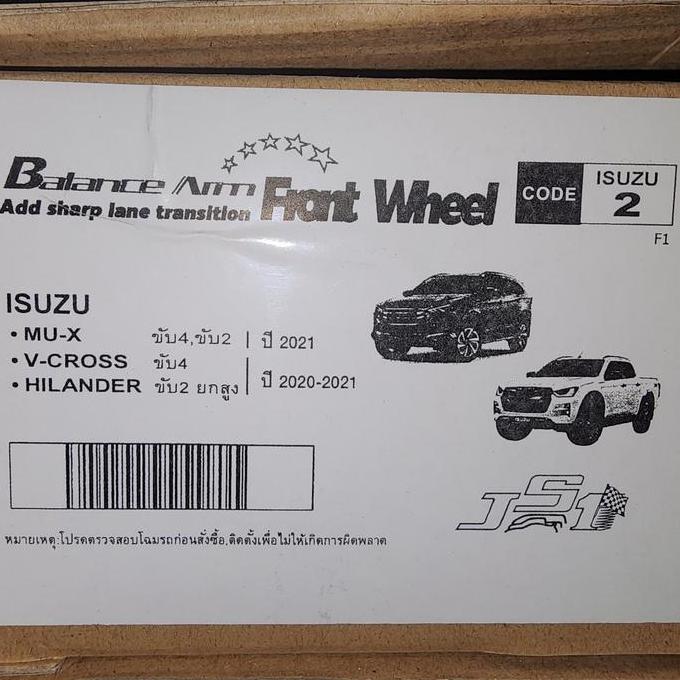 Balance Arm Front Wheel
Add sharp lane transition
CODE ISUZU 2
F1
ISUZU
• MU-X ขับ4,ขับ2 | ปี 2021
• V-CROSS ขับ4
• HILANDER ขับ2 ยกสูง | ปี 2020-2021
JS1
หมายเหตุ:โปรดตรวจสอบโฉมรถก่อนสั่งซื้อ,ติดตั้งเพื่อไม่ให้เกิดการผิดพลาด